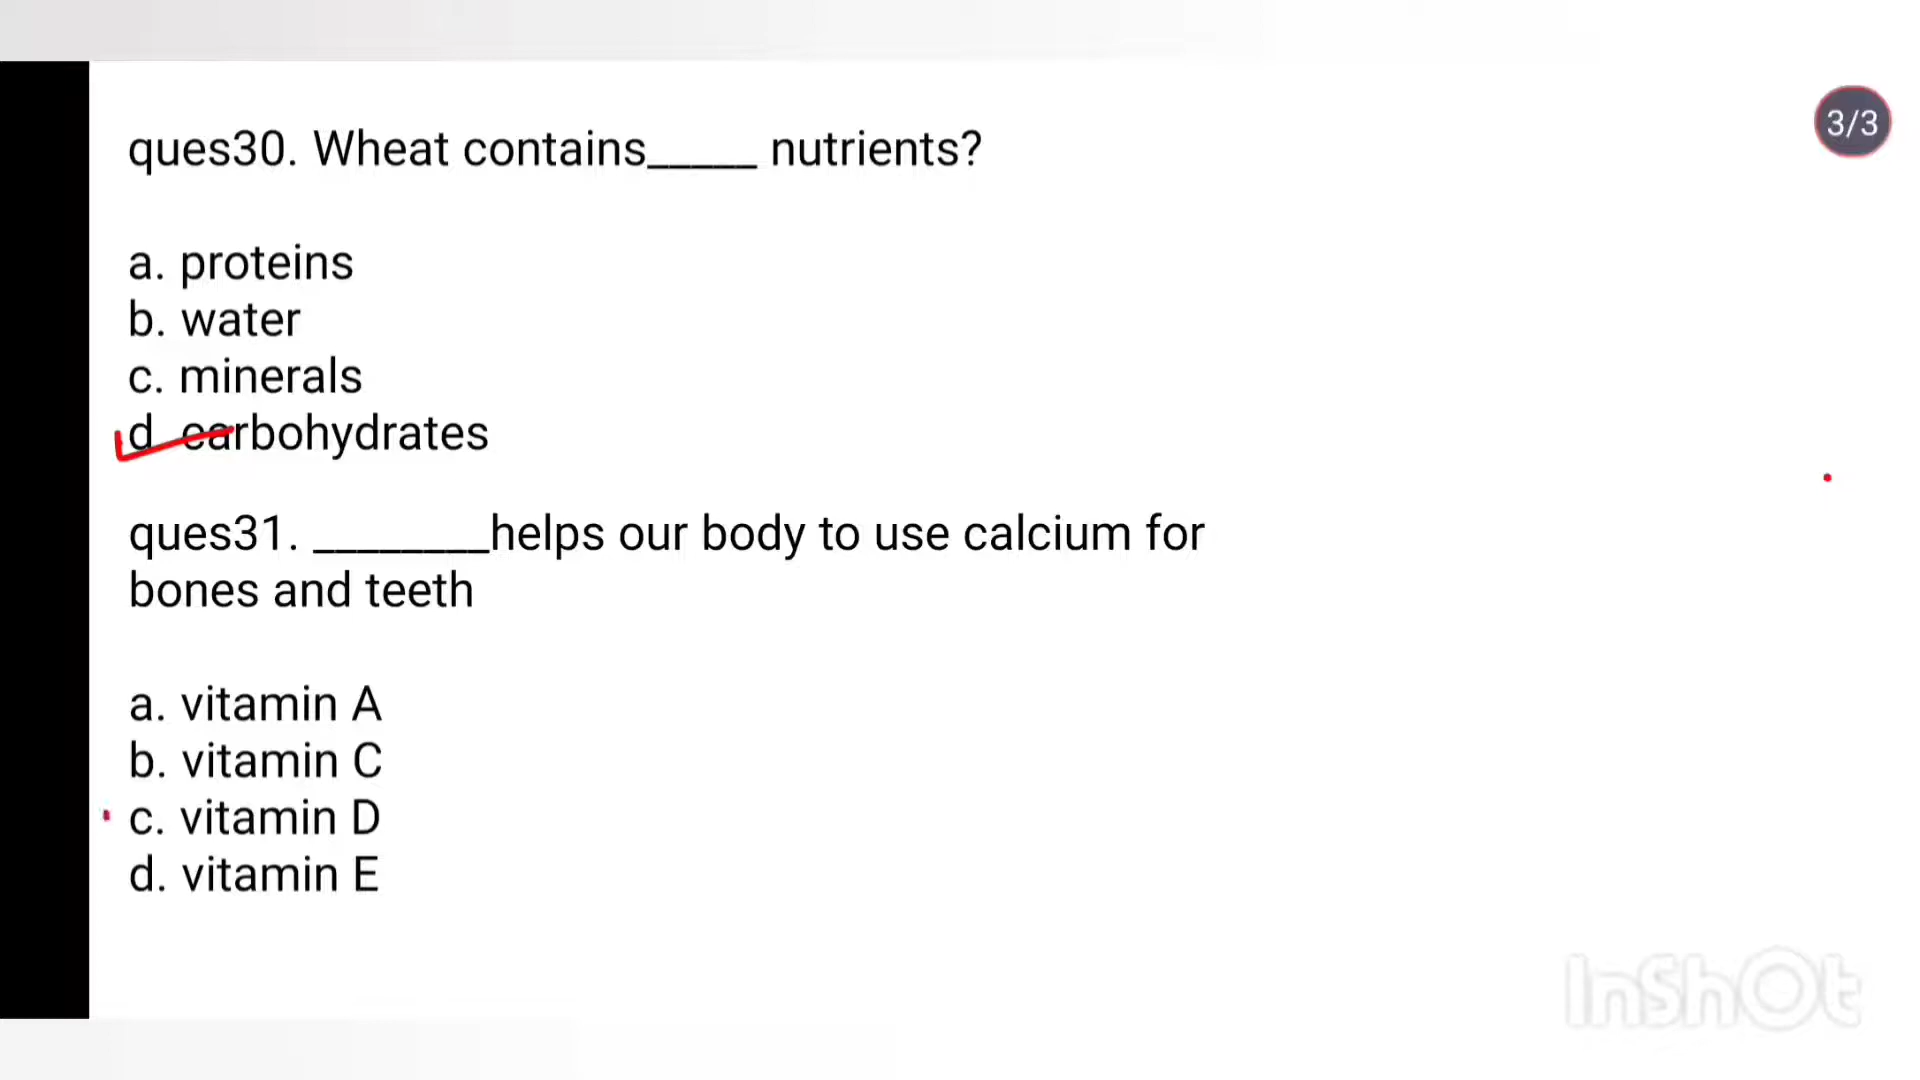 3/3
ques30. Wheat contains_____ nutrients?
a. proteins
b. water
c. minerals
d carbohydrates
ques31. ________helps our body to use calcium for
bones and teeth
a. vitamin A
b. vitamin C
c. vitamin D
d. vitamin E
InShOt